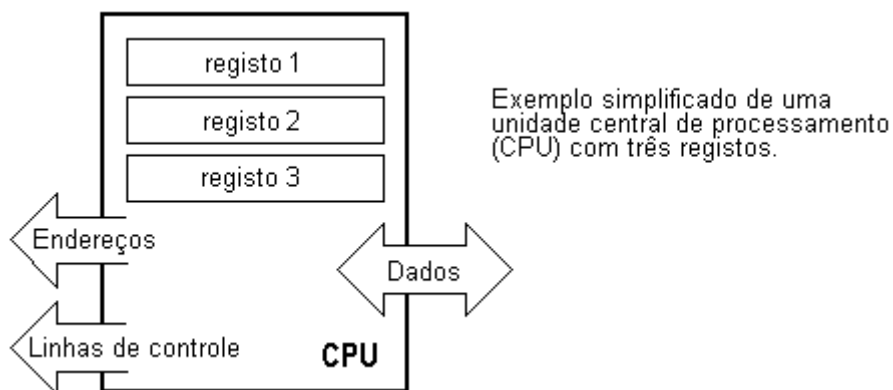 registo 1
registo 2
registo 3
Exemplo simplificado de uma
unidade central de processamento
(CPU) com três registos.
Endereços
Dados
Linhas de controle
CPU